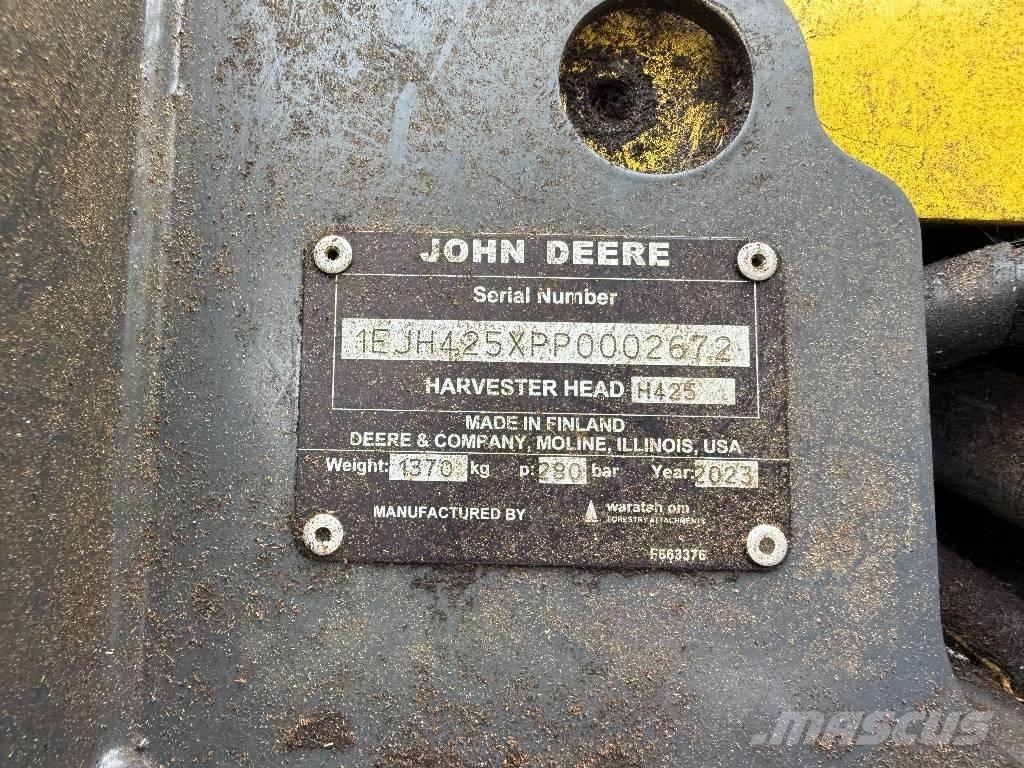 JOHN DEERE
Serial Number
1EJH425XPP0002672
HARVESTER HEAD H425
MADE IN FINLAND
DEERE & COMPANY, MOLINE, ILLINOIS, USA
Weight: 1370 kg p: 280 bar Year: 2023
MANUFACTURED BY waratah om
FORESTRY ATTACHMENTS
F663376
MASCUS